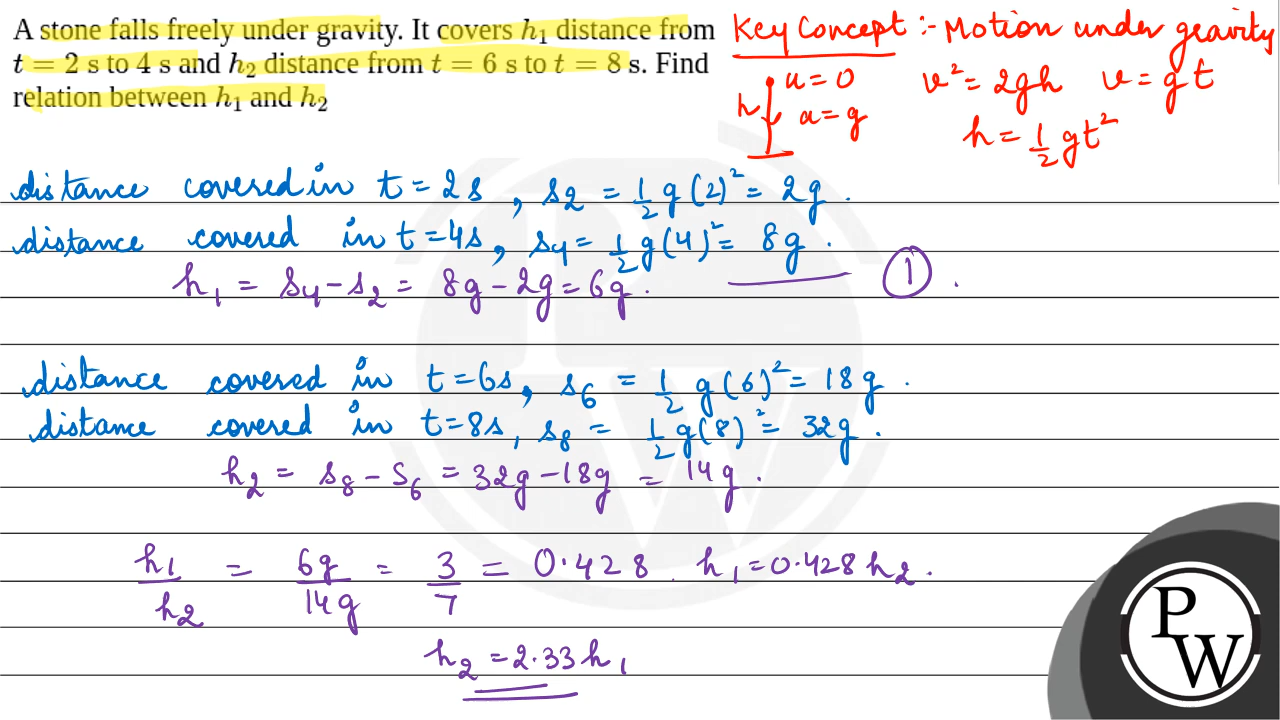 A stone falls freely under gravity. It covers h₁ distance from
t = 2 s to 4 s and h₂ distance from t = 6 s to t = 8 s. Find
relation between h₁ and h₂
Key Concept :- Motion under gravity
h u = 0 v² = 2gh v = gt
a = g h = 1/2 gt²
distance covered in t = 2s , s₂ = 1/2 g(2)² = 2g .
distance covered in t = 4s , s₄ = 1/2 g(4)² = 8g .
h₁ = s₄ - s₂ = 8g - 2g = 6g . ——— ① .
distance covered in t = 6s , s₆ = 1/2 g(6)² = 18g .
distance covered in t = 8s , s₈ = 1/2 g(8)² = 32g .
h₂ = s₈ - s₆ = 32g - 18g = 14g .
h₁/h₂ = 6g/14g = 3/7 = 0.428 . h₁ = 0.428 h₂ .
h₂ = 2.33 h₁
PW